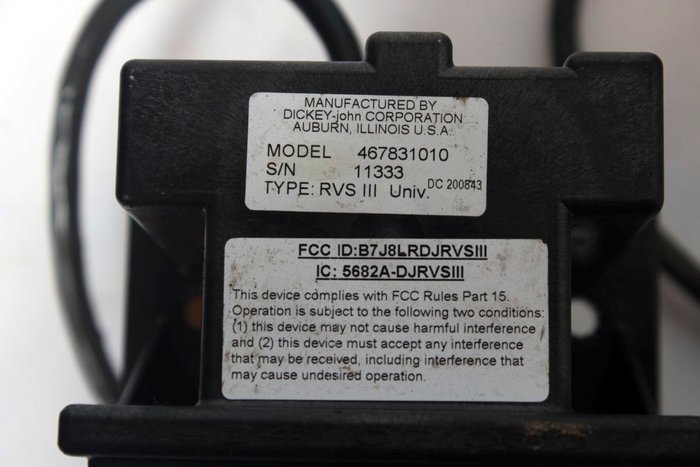 MANUFACTURED BY
DICKEY-john CORPORATION
AUBURN, ILLINOIS U.S.A.
MODEL 467831010
S/N 11333
TYPE: RVS III Univ. DC 200843
FCC ID:B7J8LRDJRVSIII
IC: 5682A-DJRVSIII
This device complies with FCC Rules Part 15.
Operation is subject to the following two conditions:
(1) this device may not cause harmful interference
and (2) this device must accept any interference
that may be received, including interference that
may cause undesired operation.